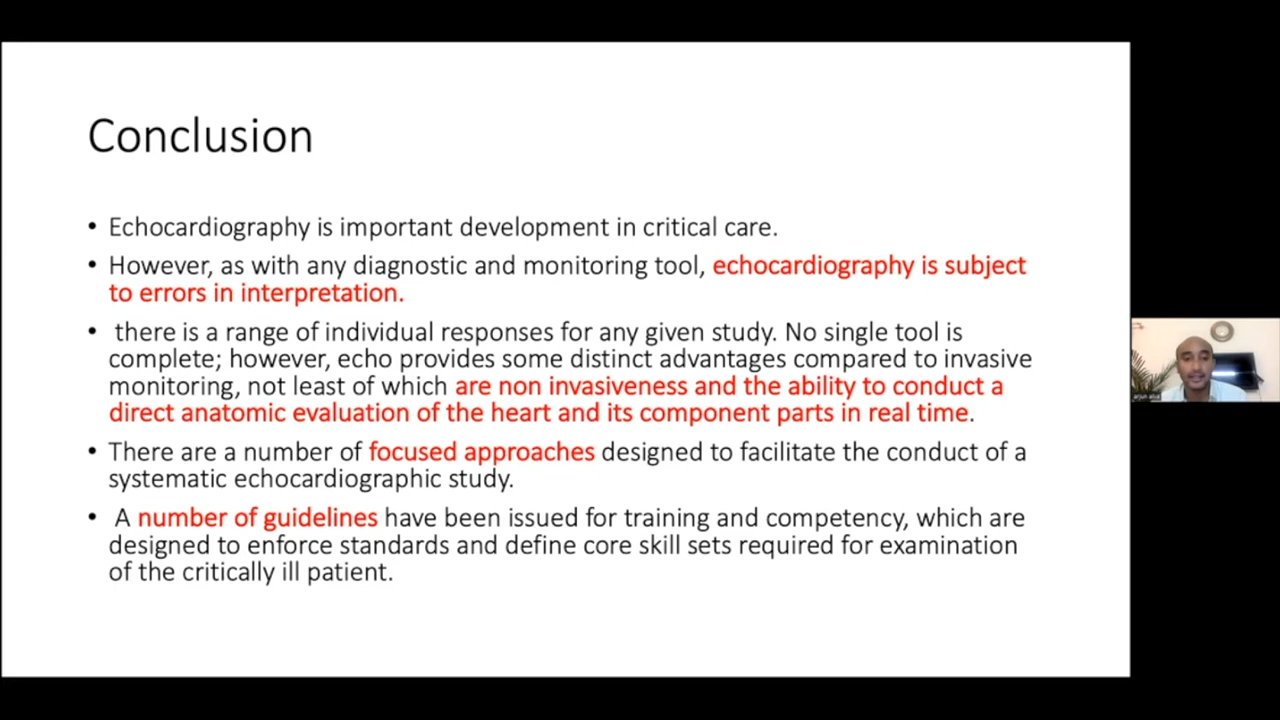 Conclusion
• Echocardiography is important development in critical care.
• However, as with any diagnostic and monitoring tool, echocardiography is subject
to errors in interpretation.
• there is a range of individual responses for any given study. No single tool is
complete; however, echo provides some distinct advantages compared to invasive
monitoring, not least of which are non invasiveness and the ability to conduct a
direct anatomic evaluation of the heart and its component parts in real time.
• There are a number of focused approaches designed to facilitate the conduct of a
systematic echocardiographic study.
• A number of guidelines have been issued for training and competency, which are
designed to enforce standards and define core skill sets required for examination
of the critically ill patient.
arjun